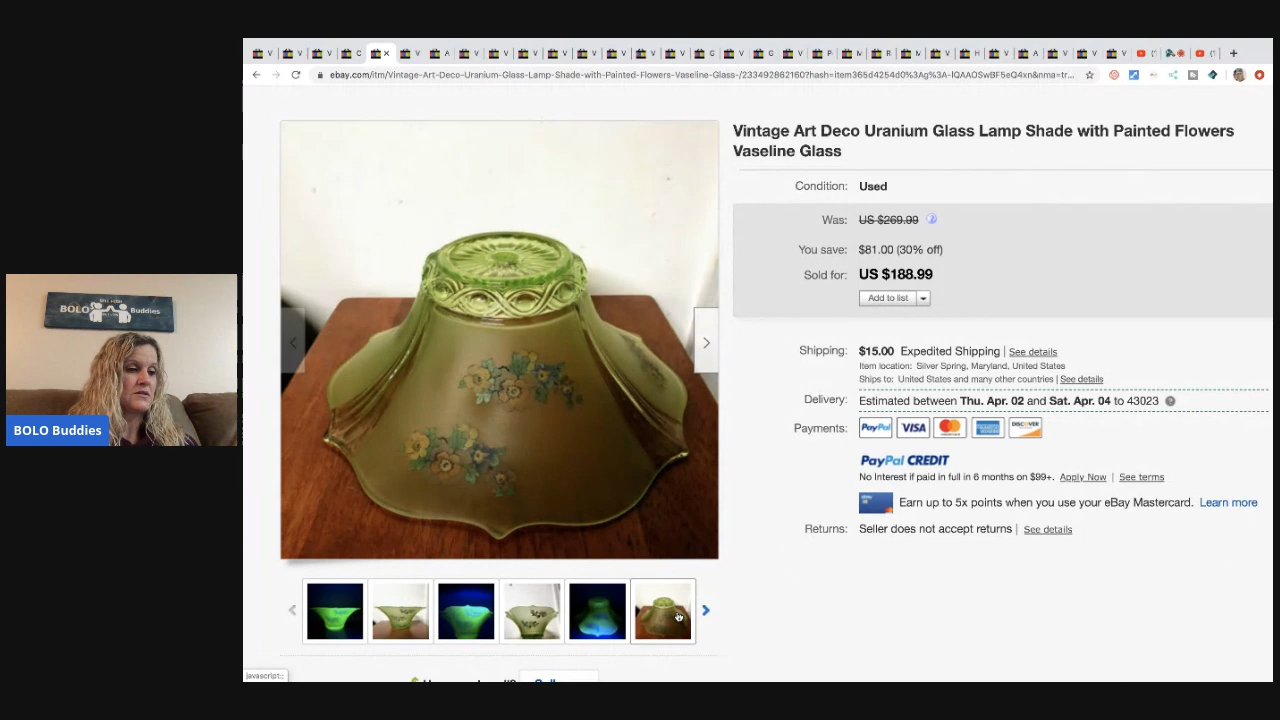 ebay.com/itm/Vintage-Art-Deco-Uranium-Glass-Lamp-Shade-with-Painted-Flowers-Vaseline-Glass-/233492862160?hash=item365d4254d0%3Ag%3A-lQAAOSwBF5eQ4xn&nma=tr...
Vintage Art Deco Uranium Glass Lamp Shade with Painted Flowers
Vaseline Glass
Condition: Used
Was: US $269.99
You save: $81.00 (30% off)
Sold for: US $188.99
Add to list
Shipping: $15.00 Expedited Shipping | See details
Item location: Silver Spring, Maryland, United States
Ships to: United States and many other countries | See details
Delivery: Estimated between Thu. Apr. 02 and Sat. Apr. 04 to 43023
Payments: PayPal VISA MasterCard DISCOVER
PayPal CREDIT
No Interest if paid in full in 6 months on $99+. Apply Now | See terms
Earn up to 5x points when you use your eBay Mastercard. Learn more
Returns: Seller does not accept returns | See details
BOLO Buddies
BOLO Buddies
javascript:;